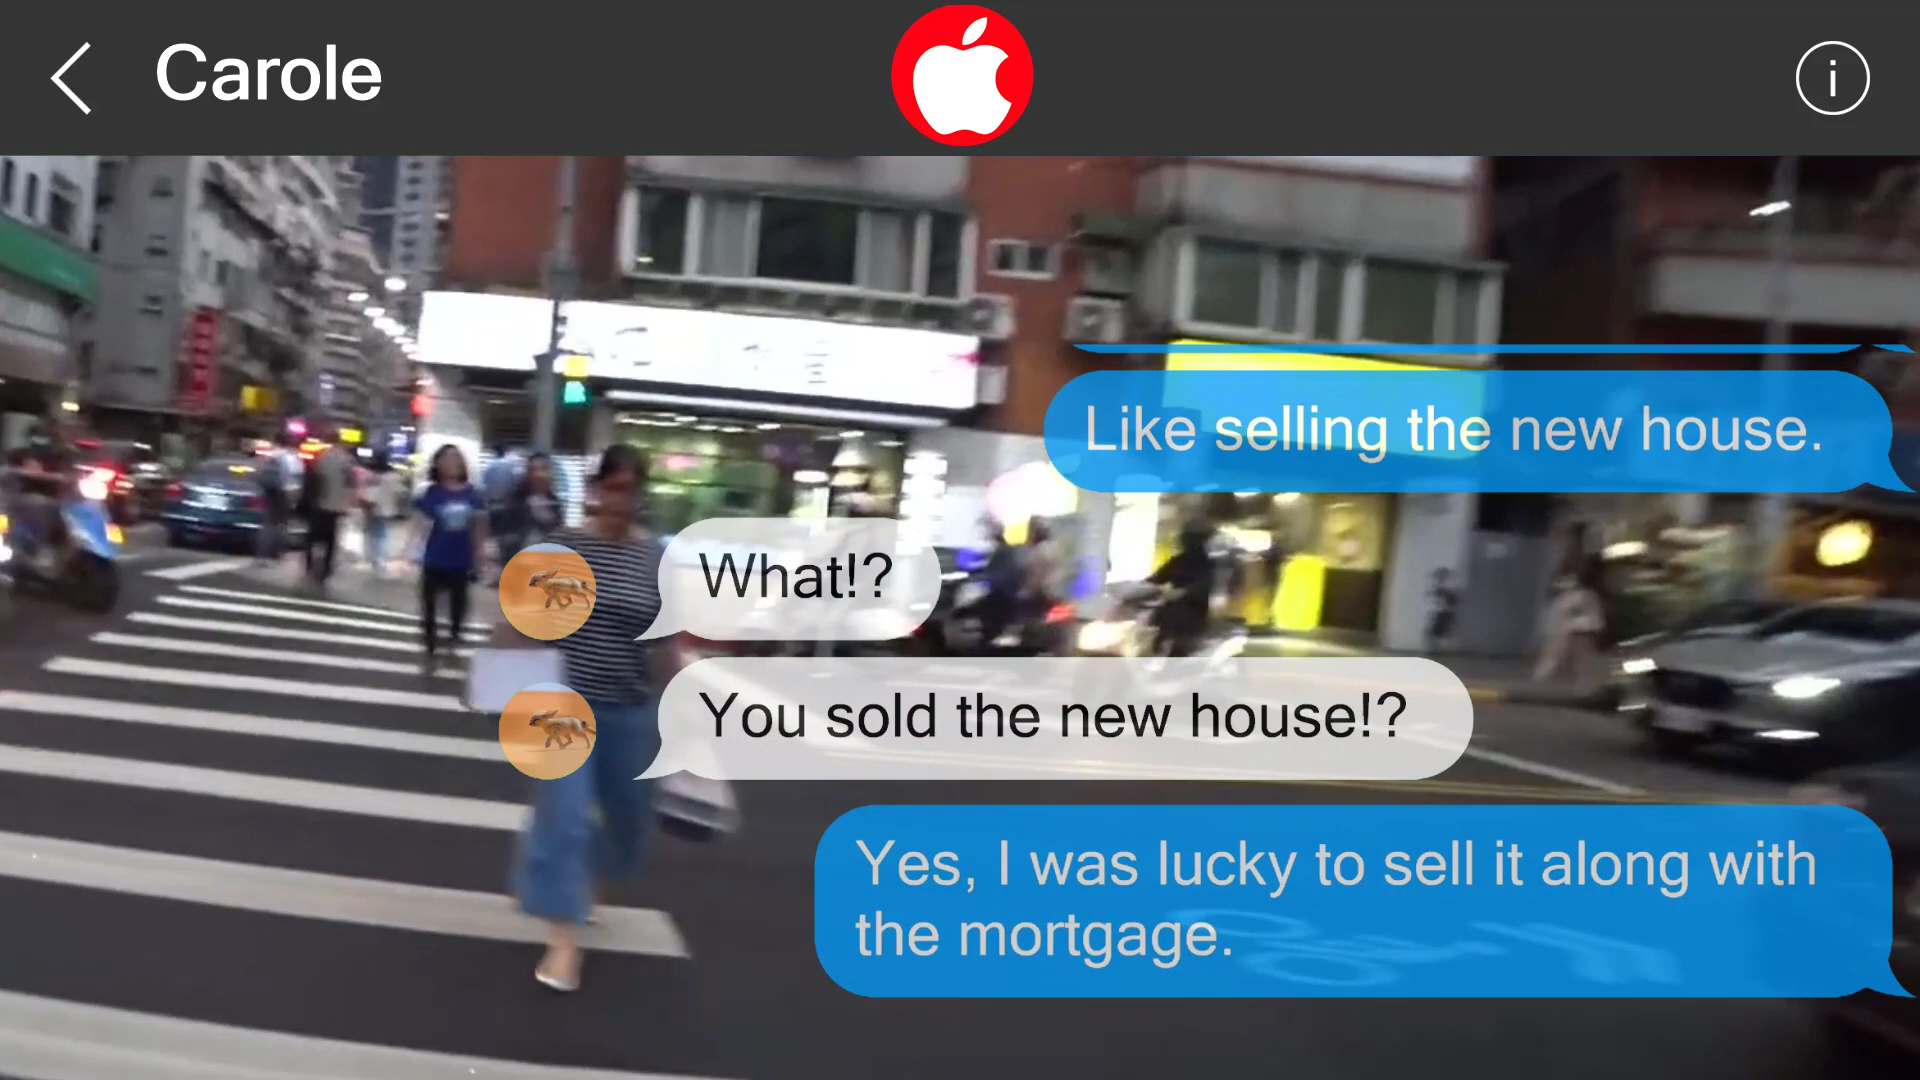 Carole
Like selling the new house.
What!?
You sold the new house!?
Yes, I was lucky to sell it along with
the mortgage.